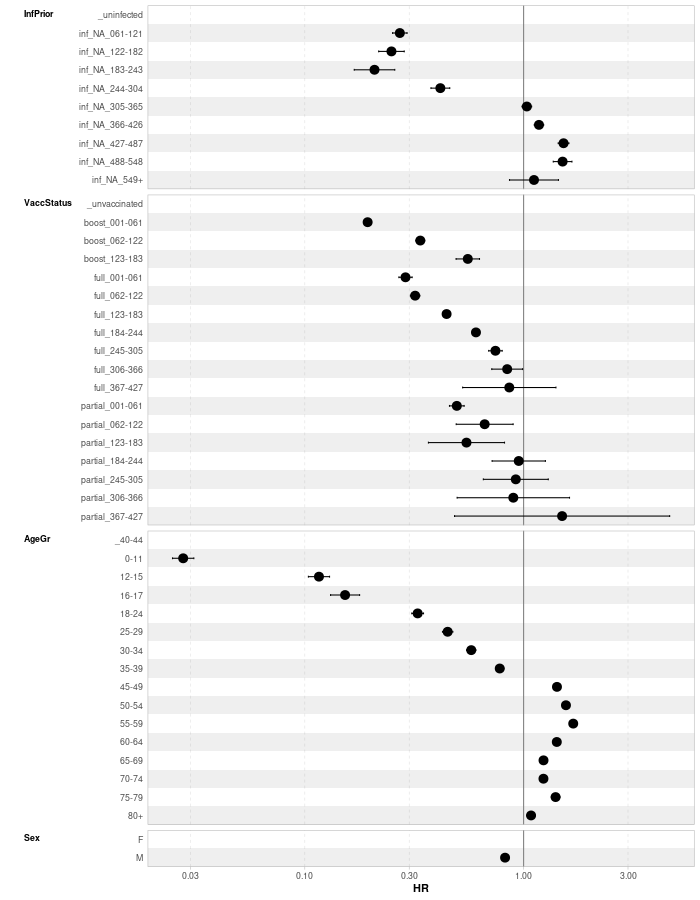 InfPrior _uninfected
inf_NA_061-121
inf_NA_122-182
inf_NA_183-243
inf_NA_244-304
inf_NA_305-365
inf_NA_366-426
inf_NA_427-487
inf_NA_488-548
inf_NA_549+
VaccStatus _unvaccinated
boost_001-061
boost_062-122
boost_123-183
full_001-061
full_062-122
full_123-183
full_184-244
full_245-305
full_306-366
full_367-427
partial_001-061
partial_062-122
partial_123-183
partial_184-244
partial_245-305
partial_306-366
partial_367-427
AgeGr _40-44
0-11
12-15
16-17
18-24
25-29
30-34
35-39
45-49
50-54
55-59
60-64
65-69
70-74
75-79
80+
Sex F
M
0.03 0.10 0.30 1.00 3.00
HR